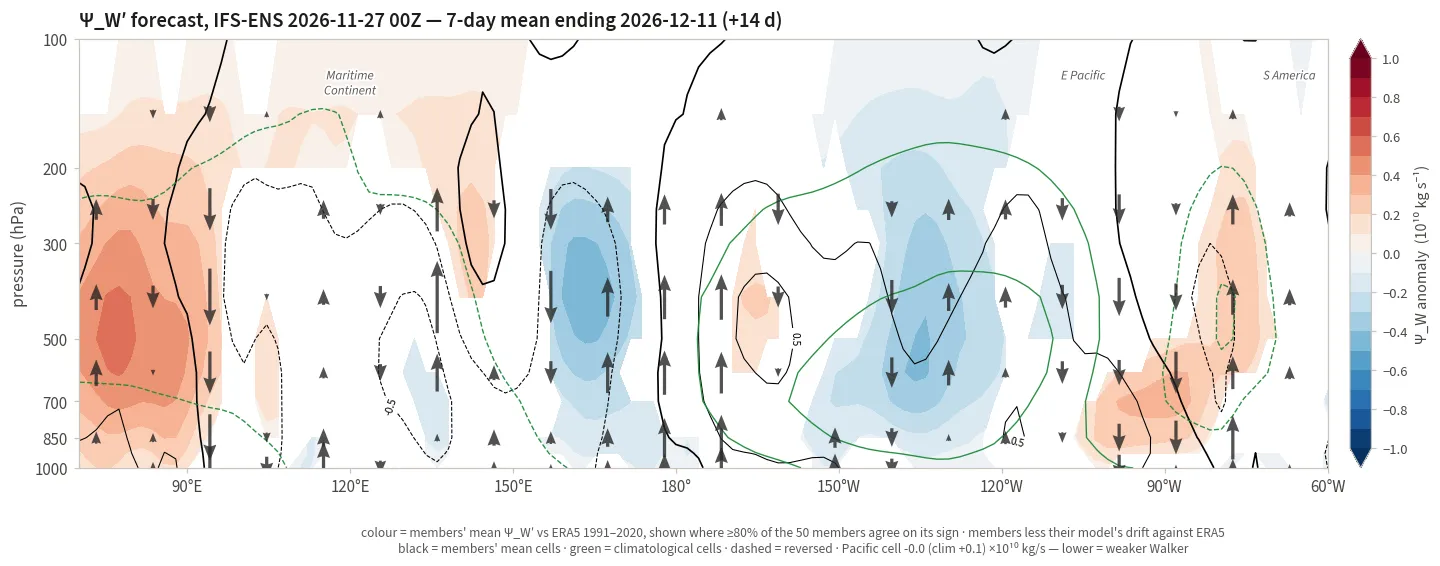 Ψ_W′ forecast, IFS-ENS 2026-11-27 00Z — 7-day mean ending 2026-12-11 (+14 d)
100
200
300
400
500
700
850
1000
pressure (hPa)
Maritime
Continent
E Pacific
S America
-0.5
0.5
0.5
90°E
120°E
150°E
180°
150°W
120°W
90°W
60°W
1.0
0.8
0.6
0.4
0.2
0.0
−0.2
−0.4
−0.6
−0.8
−1.0
Ψ_W anomaly (10¹⁰ kg s⁻¹)
colour = members' mean Ψ_W′ vs ERA5 1991–2020, shown where ≥80% of the 50 members agree on its sign · members less their model's drift against ERA5
black = members' mean cells · green = climatological cells · dashed = reversed · Pacific cell -0.0 (clim +0.1) ×10¹⁰ kg/s — lower = weaker Walker